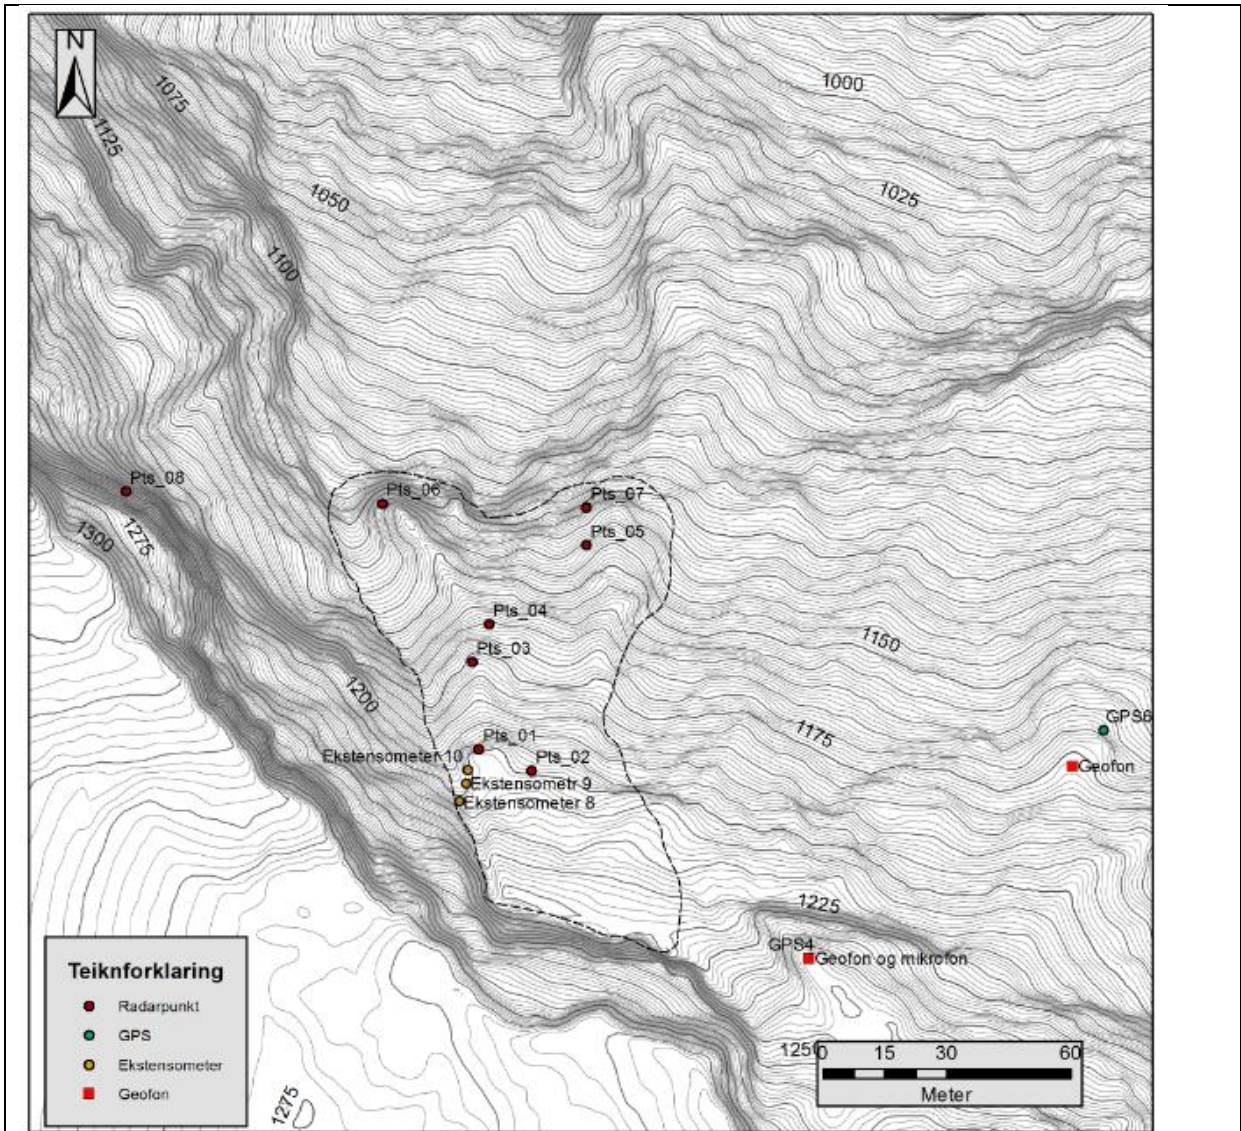 N
1075
1125
1000
1050
1025
1100
Pts_08
Pts_06
Pts_07
1275
1300
Pts_05
Pts_04
1150
Pts_03
1200
1175
GPS6
Pts_01
Ekstensometer 10
Pts_02
Geofon
Ekstensometr 9
Ekstensometer 8
1225
GPS4
Geofon og mikrofon
Teiknforklaring
Radarpunkt
GPS
Ekstensometer
Geofon
1250
0 15 30 60
Meter
1275